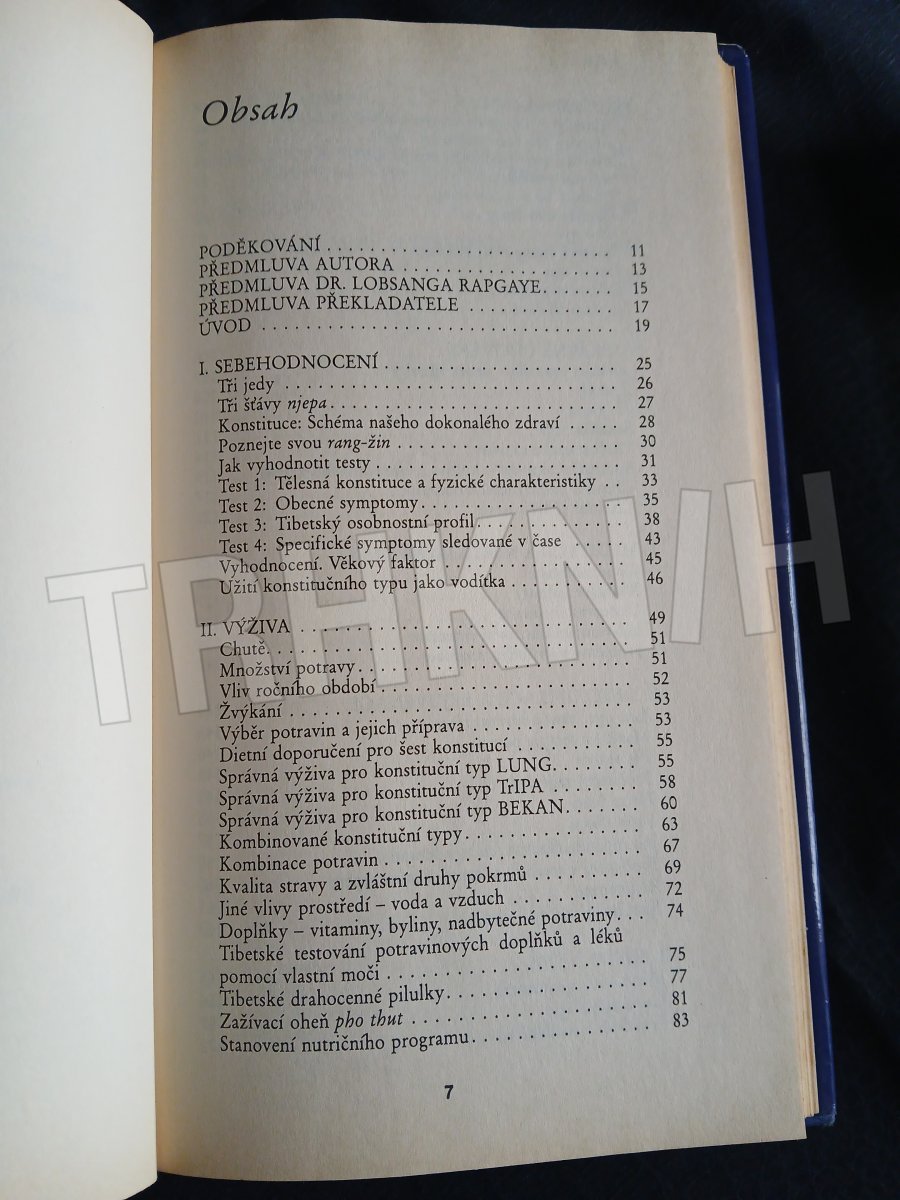 Obsah
PODĚKOVÁNÍ . . . . . . . . . . . . . . . . . . . . . . . . . . 11
PŘEDMLUVA AUTORA . . . . . . . . . . . . . . . . . . . . 13
PŘEDMLUVA DR. LOBSANGA RAPGAYE . . . . . . . 15
PŘEDMLUVA PŘEKLADATELE . . . . . . . . . . . . . . 17
ÚVOD . . . . . . . . . . . . . . . . . . . . . . . . . . . . . . . . 19
I. SEBEHODNOCENÍ . . . . . . . . . . . . . . . . . . . . . . 25
Tři jedy . . . . . . . . . . . . . . . . . . . . . . . . . . . . . . 26
Tři šťávy njepa . . . . . . . . . . . . . . . . . . . . . . . . . . 27
Konstituce: Schéma našeho dokonalého zdraví . . . . . 28
Poznejte svou rang-žin . . . . . . . . . . . . . . . . . . . . 30
Jak vyhodnotit testy . . . . . . . . . . . . . . . . . . . . . . 31
Test 1: Tělesná konstituce a fyzické charakteristiky . . 33
Test 2: Obecné symptomy . . . . . . . . . . . . . . . . . . 35
Test 3: Tibetský osobnostní profil . . . . . . . . . . . . . 38
Test 4: Specifické symptomy sledované v čase . . . . . 43
Vyhodnocení. Věkový faktor . . . . . . . . . . . . . . . . 45
Užití konstitučního typu jako vodítka . . . . . . . . . . 46
II. VÝŽIVA . . . . . . . . . . . . . . . . . . . . . . . . . . . . . 49
Chutě . . . . . . . . . . . . . . . . . . . . . . . . . . . . . . . 51
Množství potravy . . . . . . . . . . . . . . . . . . . . . . . . 51
Vliv ročního období . . . . . . . . . . . . . . . . . . . . . . 52
Žvýkání . . . . . . . . . . . . . . . . . . . . . . . . . . . . . . 53
Výběr potravin a jejich příprava . . . . . . . . . . . . . . 53
Dietní doporučení pro šest konstitucí . . . . . . . . . . 55
Správná výživa pro konstituční typ LUNG . . . . . . . 55
Správná výživa pro konstituční typ TrIPA . . . . . . . 58
Správná výživa pro konstituční typ BEKAN . . . . . . 60
Kombinované konstituční typy . . . . . . . . . . . . . . . 63
Kombinace potravin . . . . . . . . . . . . . . . . . . . . . . 67
Kvalita stravy a zvláštní druhy pokrmů . . . . . . . . . 69
Jiné vlivy prostředí – voda a vzduch . . . . . . . . . . . 72
Doplňky – vitaminy, byliny, nadbytečné potraviny . . . 74
Tibetské testování potravinových doplňků a léků
pomocí vlastní moči . . . . . . . . . . . . . . . . . . . . . . 75
Tibetské drahocenné pilulky . . . . . . . . . . . . . . . . . 77
Zažívací oheň pho thut . . . . . . . . . . . . . . . . . . . . 81
Stanovení nutričního programu . . . . . . . . . . . . . . . 83
7
TRHKNIH